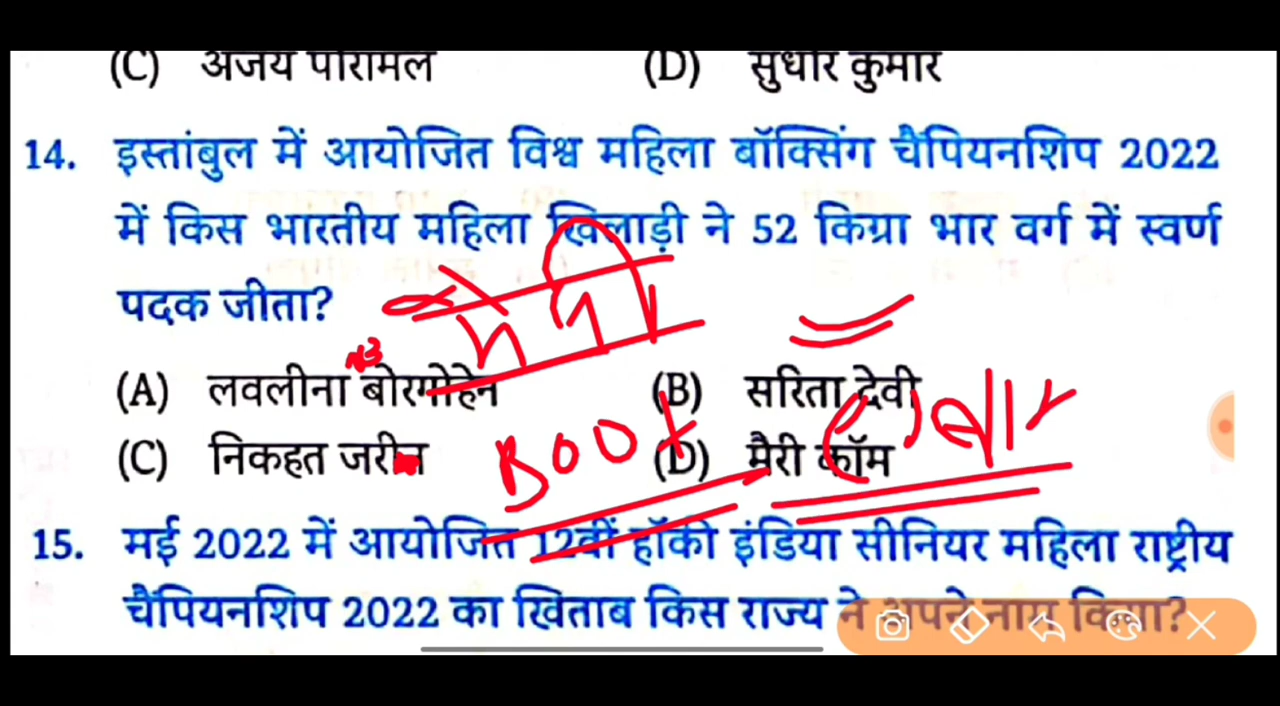 (C) अजय पीरामल (D) सुधीर कुमार
14. इस्तांबुल में आयोजित विश्व महिला बॉक्सिंग चैंपियनशिप 2022
में किस भारतीय महिला खिलाड़ी ने 52 किग्रा भार वर्ग में स्वर्ण
पदक जीता?
(A) लवलीना बोरगोहेन (B) सरिता देवी
(C) निकहत जरीन (D) मैरी कॉम
15. मई 2022 में आयोजित 12वीं हॉकी इंडिया सीनियर महिला राष्ट्रीय
चैंपियनशिप 2022 का खिताब किस राज्य ने अपने नाम किया?